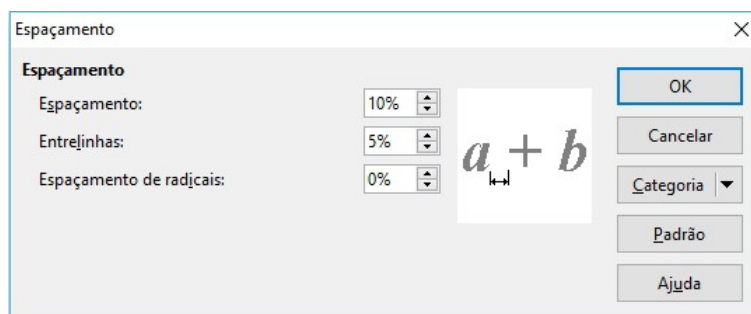 Espaçamento
Espaçamento
Espaçamento: 10%
Entrelinhas: 5%
Espaçamento de radicais: 0%
a + b
OK
Cancelar
Categoria
Padrão
Ajuda